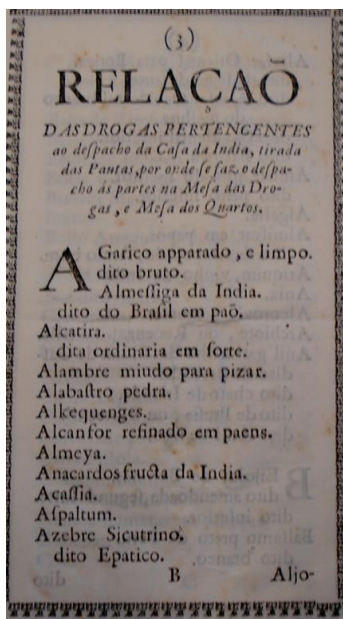 (3)
RELAÇAÕ
DAS DROGAS PERTENCENTES
ao deſpacho da Caſa da India, tirada
das Pautas, por onde ſe faz o deſpa-
cho ás partes na Meſa das Dro-
gas, e Meſa dos Quartos.
AGarico apparado, e limpo.
dito bruto.
Almeſſiga da India.
dito do Braſil em paõ.
Alcatira.
dita ordinaria em ſorte.
Alambre miudo para pizar.
Alabaſtro pedra.
Alkequenges.
Alcanfor refinado em paens.
Almeya.
Anacardos fructa da India.
Acaſſia.
Aſpaltum.
Azebre Sicutrino.
dito Epatico.
B Aljo-